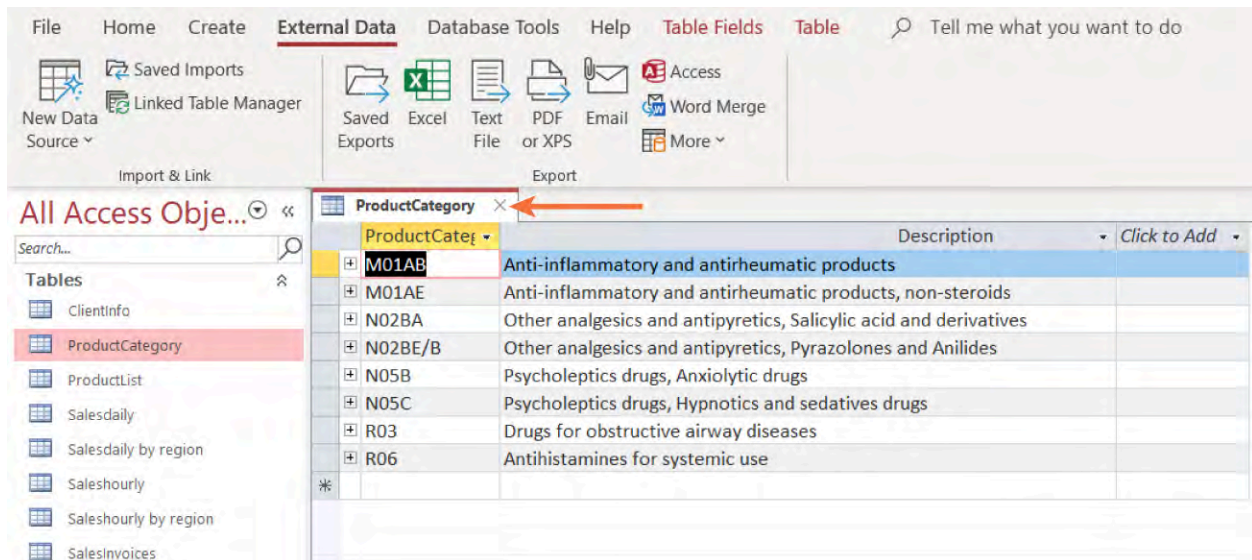 File Home Create External Data Database Tools Help Table Fields Table Tell me what you want to do
Saved Imports
Linked Table Manager
New Data
Source
Import & Link
Saved
Exports
Excel
Text
File
PDF
or XPS
Email
Access
Word Merge
More
Export
All Access Obje...
Search...
Tables
ClientInfo
ProductCategory
ProductList
Salesdaily
Salesdaily by region
Saleshourly
Saleshourly by region
SalesInvoices
ProductCategory
ProductCateg Description Click to Add
M01AB Anti-inflammatory and antirheumatic products
M01AE Anti-inflammatory and antirheumatic products, non-steroids
N02BA Other analgesics and antipyretics, Salicylic acid and derivatives
N02BE/B Other analgesics and antipyretics, Pyrazolones and Anilides
N05B Psycholeptics drugs, Anxiolytic drugs
N05C Psycholeptics drugs, Hypnotics and sedatives drugs
R03 Drugs for obstructive airway diseases
R06 Antihistamines for systemic use